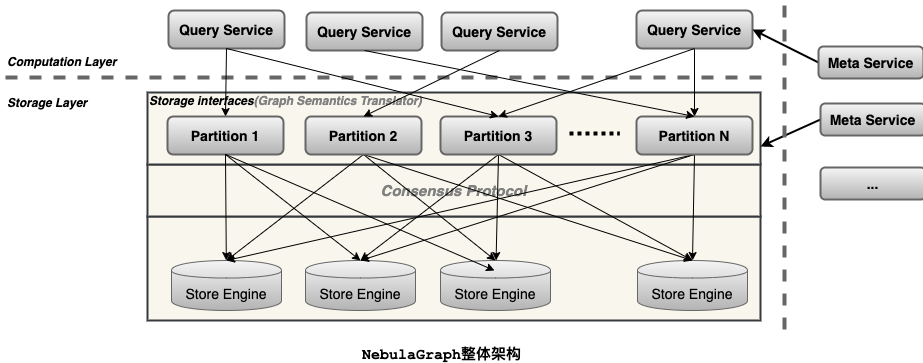 Query Service
Query Service
Query Service
Query Service
Computation Layer
Meta Service
Storage Layer
Storage interfaces(Graph Semantics Translator)
Meta Service
Partition 1
Partition 2
Partition 3
Partition N
Consensus Protocol
...
Store Engine
Store Engine
Store Engine
Store Engine
NebulaGraph整体架构